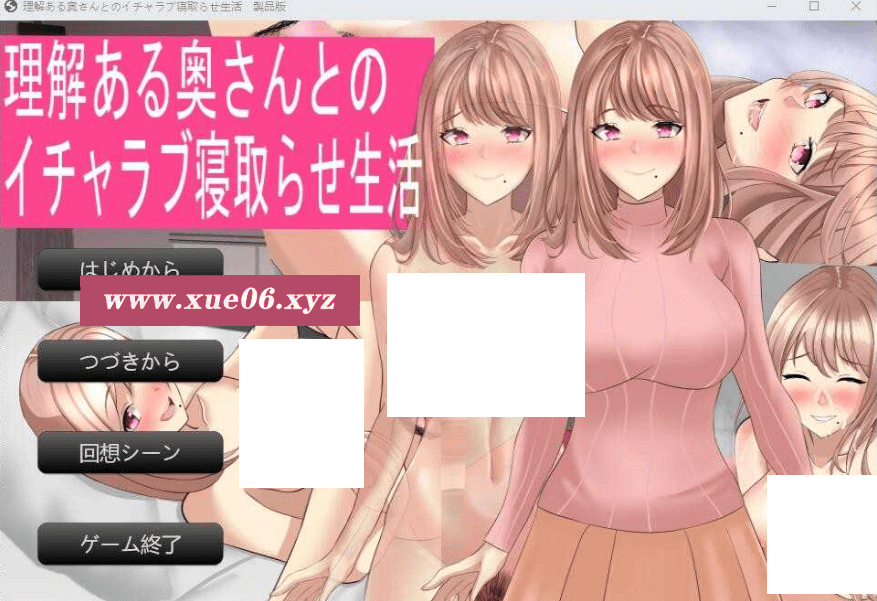 理解ある奥さんとのイチャラブ寝取らせ生活 製品版
理解ある奥さんとの
イチャラブ寝取らせ生活
はじめから
www.xue06.xyz
つづきから
回想シーン
ゲーム終了